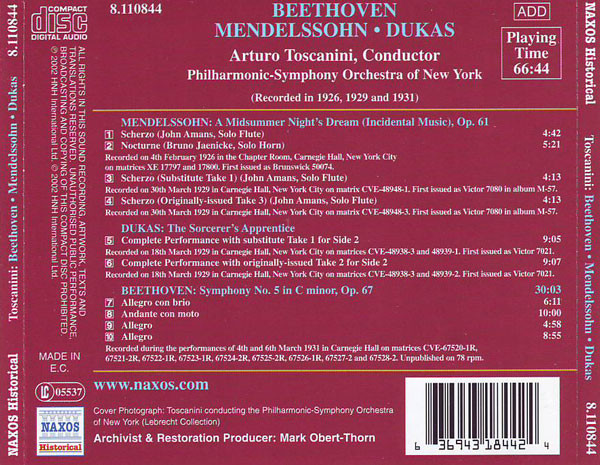 COMPACT
disc
DIGITAL AUDIO
8.110844
BEETHOVEN
MENDELSSOHN • DUKAS
ADD
Playing
Time
66:44
Arturo Toscanini, Conductor
Philharmonic-Symphony Orchestra of New York
(Recorded in 1926, 1929 and 1931)
MENDELSSOHN: A Midsummer Night's Dream (Incidental Music), Op. 61
1 Scherzo (John Amans, Solo Flute) 4:42
2 Nocturne (Bruno Jaenicke, Solo Horn) 5:21
Recorded on 4th February 1926 in the Chapter Room, Carnegie Hall, New York City
on matrices XE 17797 and 17800. First issued as Brunswick 50074.
3 Scherzo (Substitute Take 1) (John Amans, Solo Flute) 4:13
Recorded on 30th March 1929 in Carnegie Hall, New York City on matrix CVE-48948-1. First issued as Victor 7080 in album M-57.
4 Scherzo (Originally-issued Take 3) (John Amans, Solo Flute) 4:13
Recorded on 30th March 1929 in Carnegie Hall, New York City on matrix CVE-48948-3. First issued as Victor 7080 in album M-57.
DUKAS: The Sorcerer's Apprentice
5 Complete Performance with substitute Take 1 for Side 2 9:05
Recorded on 18th March 1929 in Carnegie Hall, New York City on matrices CVE-48938-3 and 48939-1. First issued as Victor 7021.
6 Complete Performance with originally-issued Take 2 for Side 2 9:07
Recorded on 18th March 1929 in Carnegie Hall, New York City on matrices CVE-48938-3 and 48939-2. First issued as Victor 7021.
BEETHOVEN: Symphony No. 5 in C minor, Op. 67 30:03
7 Allegro con brio 6:11
8 Andante con moto 10:00
9 Allegro 4:58
10 Allegro 8:55
Recorded during the performances of 4th and 6th March 1931 in Carnegie Hall on matrices CVE-67520-1R,
67521-2R, 67522-1R, 67523-1R, 67524-2R, 67525-2R, 67526-1R, 67527-2 and 67528-2. Unpublished on 78 rpm.
www.naxos.com
Cover Photograph: Toscanini conducting the Philharmonic-Symphony Orchestra
of New York (Lebrecht Collection)
Archivist & Restoration Producer: Mark Obert-Thorn
6 36943 18442 4
ALL RIGHTS IN THIS SOUND RECORDING, ARTWORK, TEXTS AND
TRANSLATIONS RESERVED. UNAUTHORISED PUBLIC PERFORMANCE,
BROADCASTING AND COPYING OF THIS COMPACT DISC PROHIBITED.
℗ 2002 HNH International Ltd. © 2002 HNH International Ltd.
MADE IN
E.C.
LC 05537
NAXOS
Historical
NAXOS Historical
Toscanini: Beethoven • Mendelssohn • Dukas
8.110844
NAXOS Historical
Toscanini: Beethoven • Mendelssohn • Dukas
8.110844